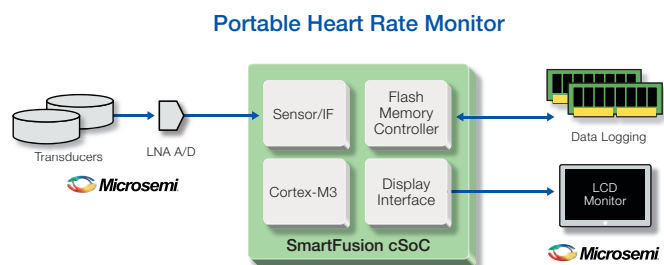 Portable Heart Rate Monitor
Transducers
LNA A/D
Microsemi
Sensor/IF
Flash
Memory
Controller
Cortex-M3
Display
Interface
SmartFusion cSoC
Data Logging
LCD
Monitor
Microsemi